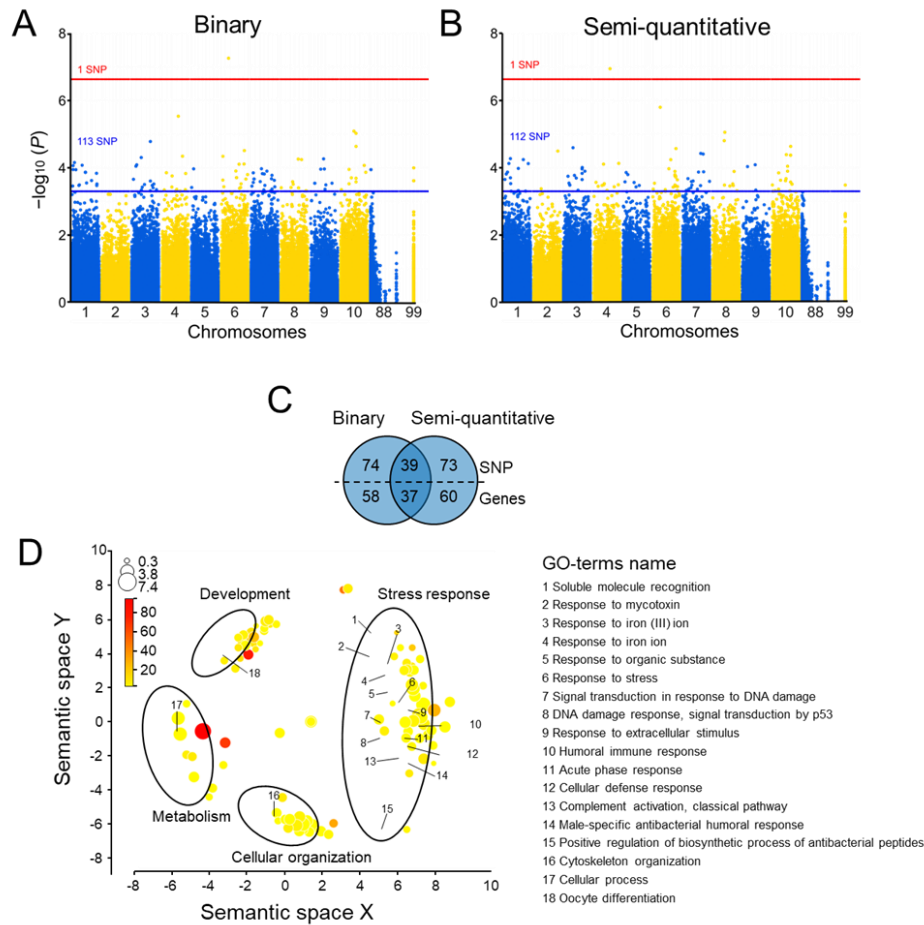 A
Binary
8
6
4
2
0
−log10 (P)
1 SNP
113 SNP
1 2 3 4 5 6 7 8 9 10 88 99
Chromosomes
B
Semi-quantitative
8
6
4
2
0
1 SNP
112 SNP
1 2 3 4 5 6 7 8 9 10 88 99
Chromosomes
C
Binary Semi-quantitative
74 39 73 SNP
58 37 60 Genes
D
10
8
6
4
2
0
-2
-4
-6
-8
Semantic space Y
0.3
3.8
7.4
80
60
40
20
Development
18
Stress response
1
2
3
4
5
6
7
8
9
10
11
12
13
14
15
17
Metabolism
16
Cellular organization
-8 -6 -4 -2 0 2 4 6 8 10
Semantic space X
GO-terms name
1 Soluble molecule recognition
2 Response to mycotoxin
3 Response to iron (III) ion
4 Response to iron ion
5 Response to organic substance
6 Response to stress
7 Signal transduction in response to DNA damage
8 DNA damage response, signal transduction by p53
9 Response to extracellular stimulus
10 Humoral immune response
11 Acute phase response
12 Cellular defense response
13 Complement activation, classical pathway
14 Male-specific antibacterial humoral response
15 Positive regulation of biosynthetic process of antibacterial peptides
16 Cytoskeleton organization
17 Cellular process
18 Oocyte differentiation